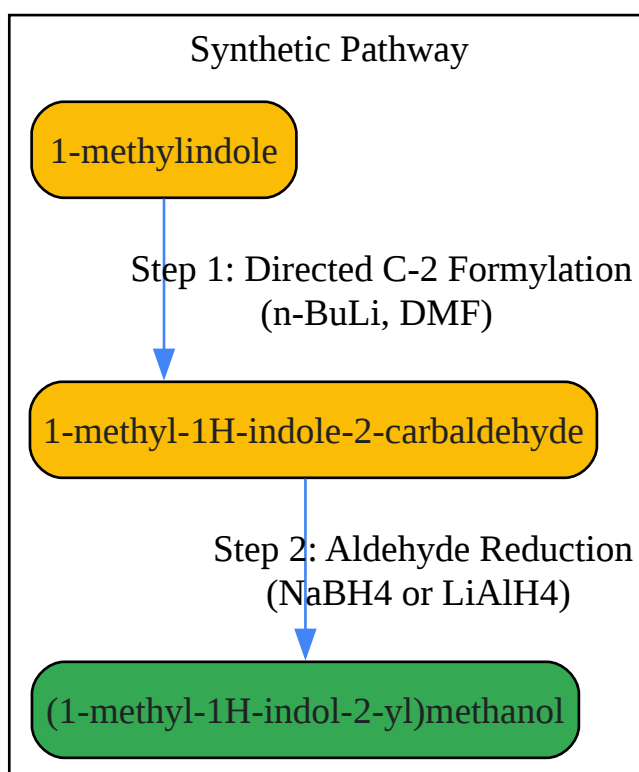 Synthetic Pathway
1-methylindole
Step 1: Directed C-2 Formylation
(n-BuLi, DMF)
1-methyl-1H-indole-2-carbaldehyde
Step 2: Aldehyde Reduction
(NaBH4 or LiAlH4)
(1-methyl-1H-indol-2-yl)methanol